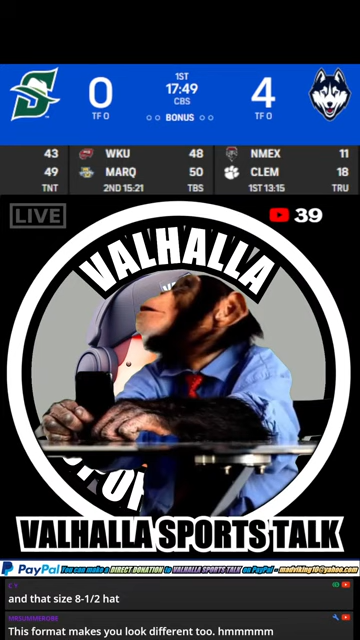 S
0
TF 0
1ST
17:49
CBS
BONUS
4
TF 0
43
49
TNT
WKU 48
MARQ 50
2ND 15:21 TBS
NMEX 11
CLEM 18
1ST 13:15 TRU
LIVE
39
VALHALLA
SPOR
VALHALLA SPORTS TALK
PayPal You can make a DIRECT DONATION to VALHALLA SPORTS TALK on PayPal - madviking10@yahoo.com
C Y
and that size 8-1/2 hat
MRSUMMEROBE
This format makes you look different too. hmmmmm